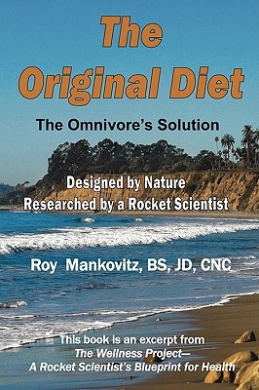 The
Original Diet
The Omnivore's Solution
Designed by Nature
Researched by a Rocket Scientist
Roy Mankovitz, BS, JD, CNC
This book is an excerpt from
The Wellness Project—
A Rocket Scientist's Blueprint for Health